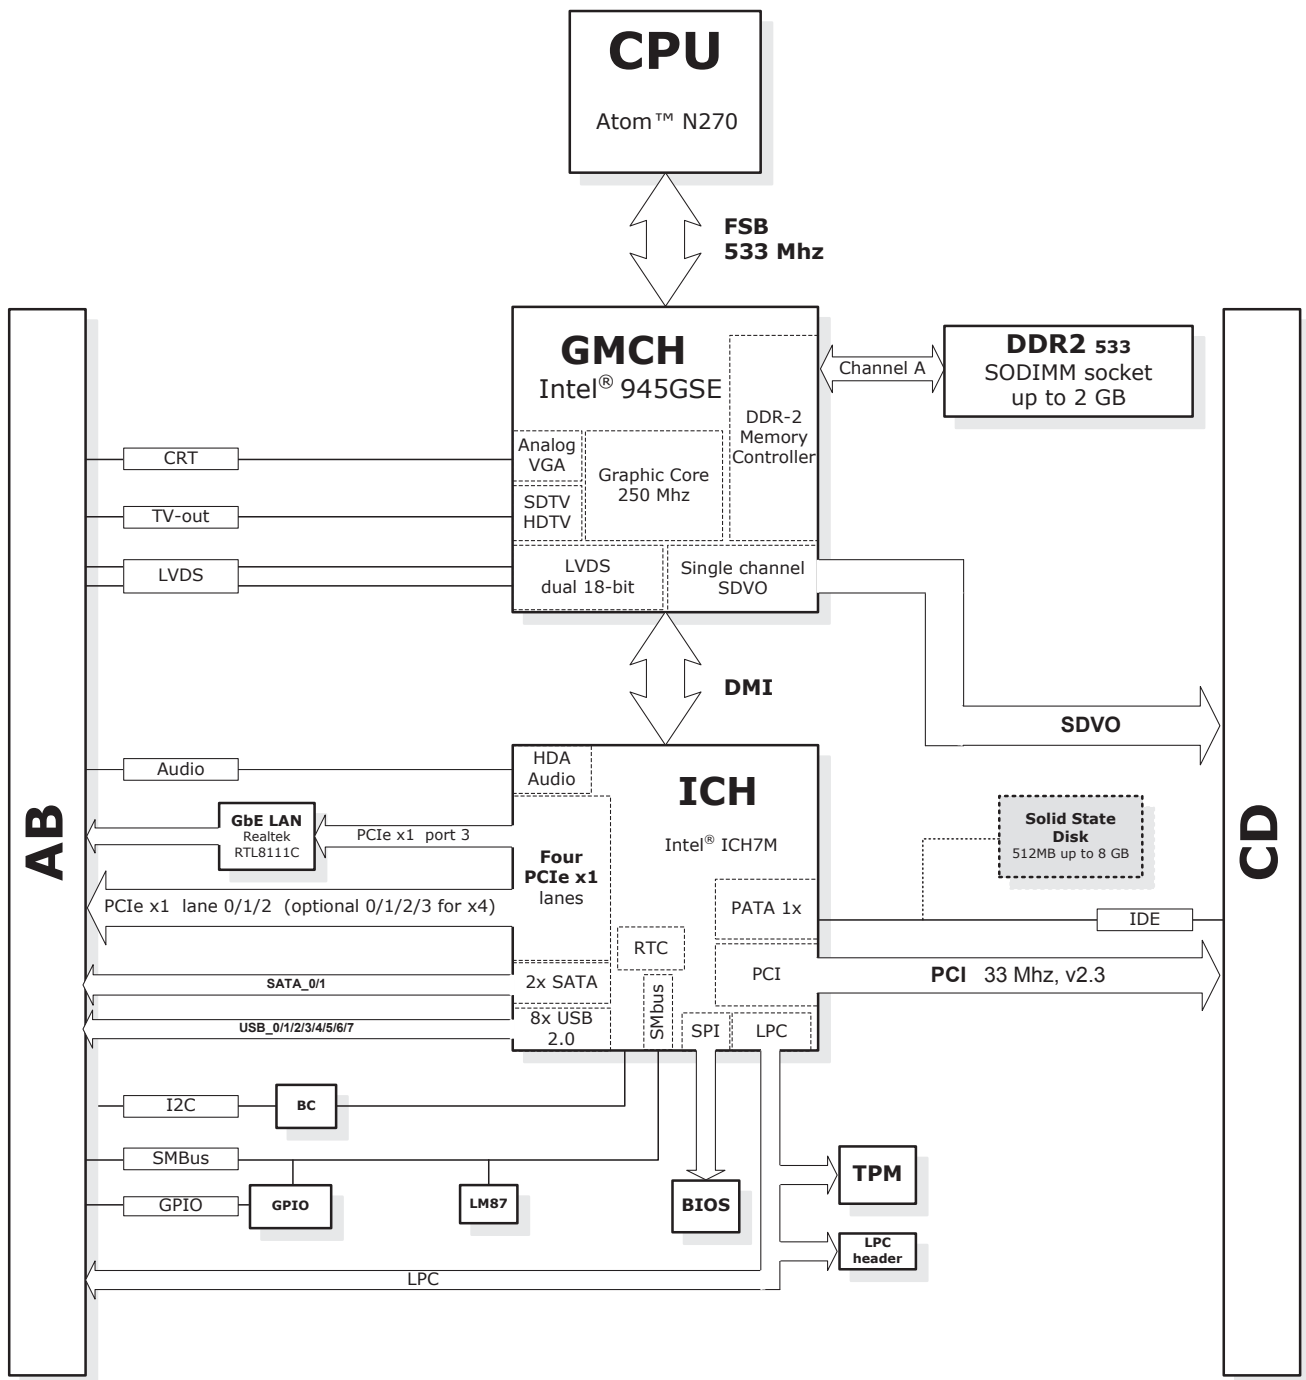 CPU
Atom™ N270
FSB
533 Mhz
GMCH
Intel® 945GSE
DDR-2
Memory
Controller
Analog
VGA
Graphic Core
250 Mhz
SDTV
HDTV
LVDS
dual 18-bit
Single channel
SDVO
Channel A
DDR2 533
SODIMM socket
up to 2 GB
CRT
TV-out
LVDS
DMI
SDVO
AB
CD
Audio
HDA
Audio
ICH
Intel® ICH7M
GbE LAN
Realtek
RTL8111C
PCIe x1 port 3
Four
PCIe x1
lanes
PCIe x1 lane 0/1/2 (optional 0/1/2/3 for x4)
Solid State
Disk
512MB up to 8 GB
PATA 1x
IDE
RTC
PCI
PCI 33 Mhz, v2.3
SATA_0/1
2x SATA
USB_0/1/2/3/4/5/6/7
8x USB
2.0
SMbus
SPI
LPC
I2C
BC
SMBus
GPIO
GPIO
LM87
BIOS
TPM
LPC
header
LPC